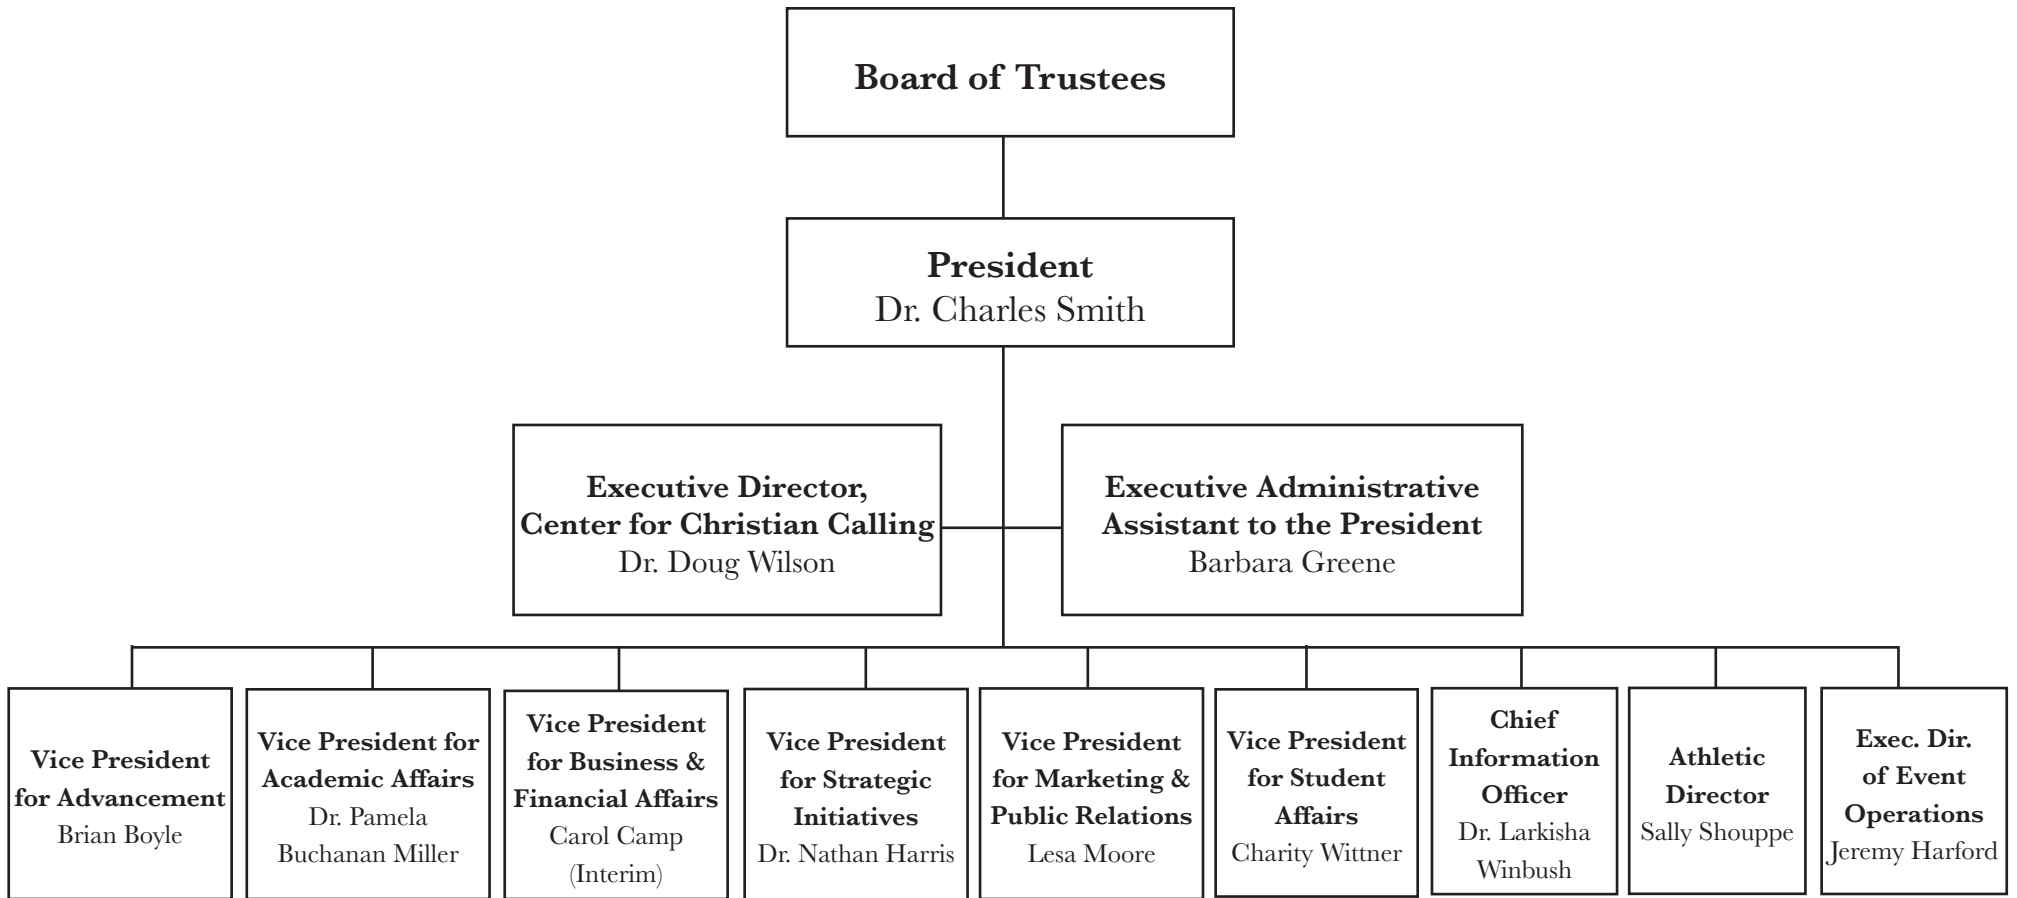 Board of Trustees
President
Dr. Charles Smith
Executive Director,
Center for Christian Calling
Dr. Doug Wilson
Executive Administrative
Assistant to the President
Barbara Greene
Vice President
for Advancement
Brian Boyle
Vice President for
Academic Affairs
Dr. Pamela
Buchanan Miller
Vice President
for Business &
Financial Affairs
Carol Camp
(Interim)
Vice President
for Strategic
Initiatives
Dr. Nathan Harris
Vice President
for Marketing &
Public Relations
Lesa Moore
Vice President
for Student
Affairs
Charity Wittner
Chief
Information
Officer
Dr. Larkisha
Winbush
Athletic
Director
Sally Shouppe
Exec. Dir.
of Event
Operations
Jeremy Harford